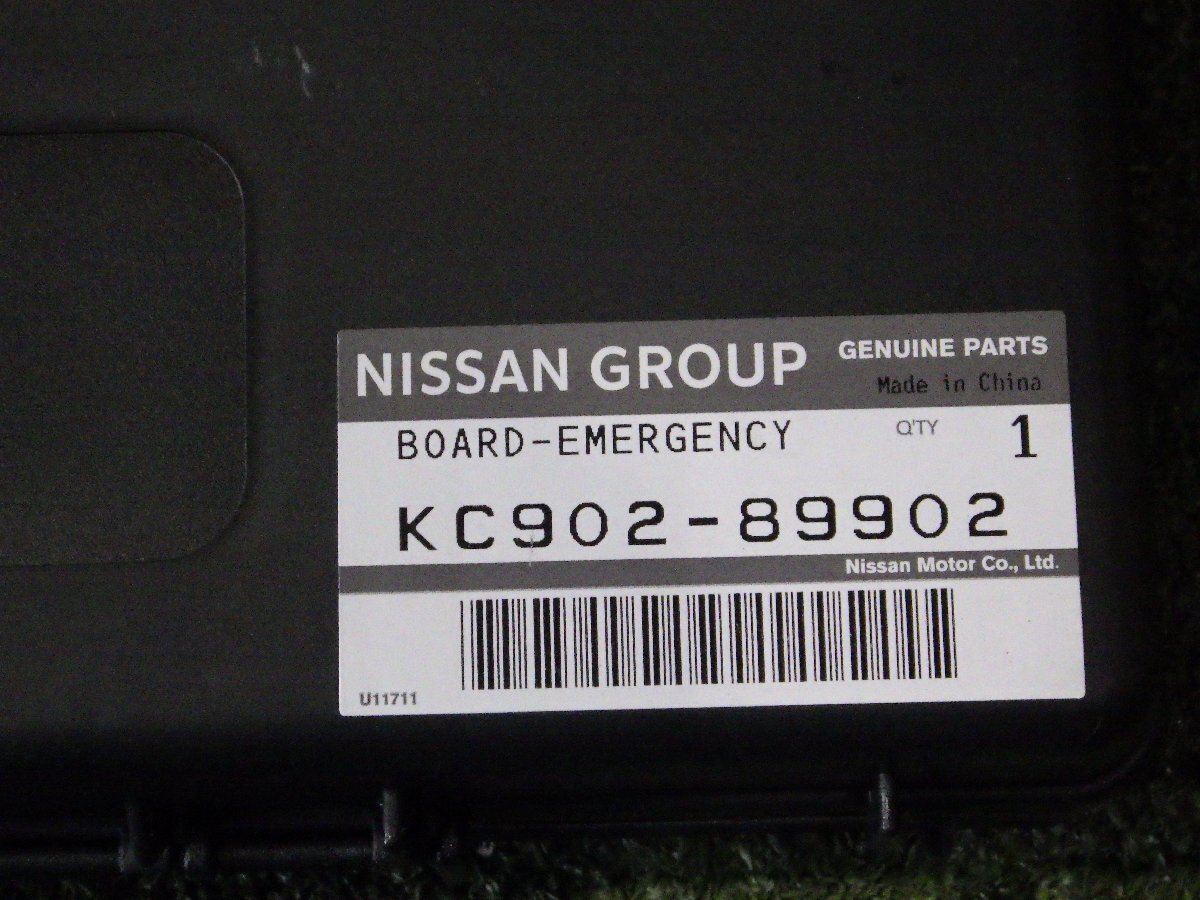 NISSAN GROUP
GENUINE PARTS
Made in China
BOARD-EMERGENCY
Q'TY 1
KC902-89902
Nissan Motor Co., Ltd.
U11711